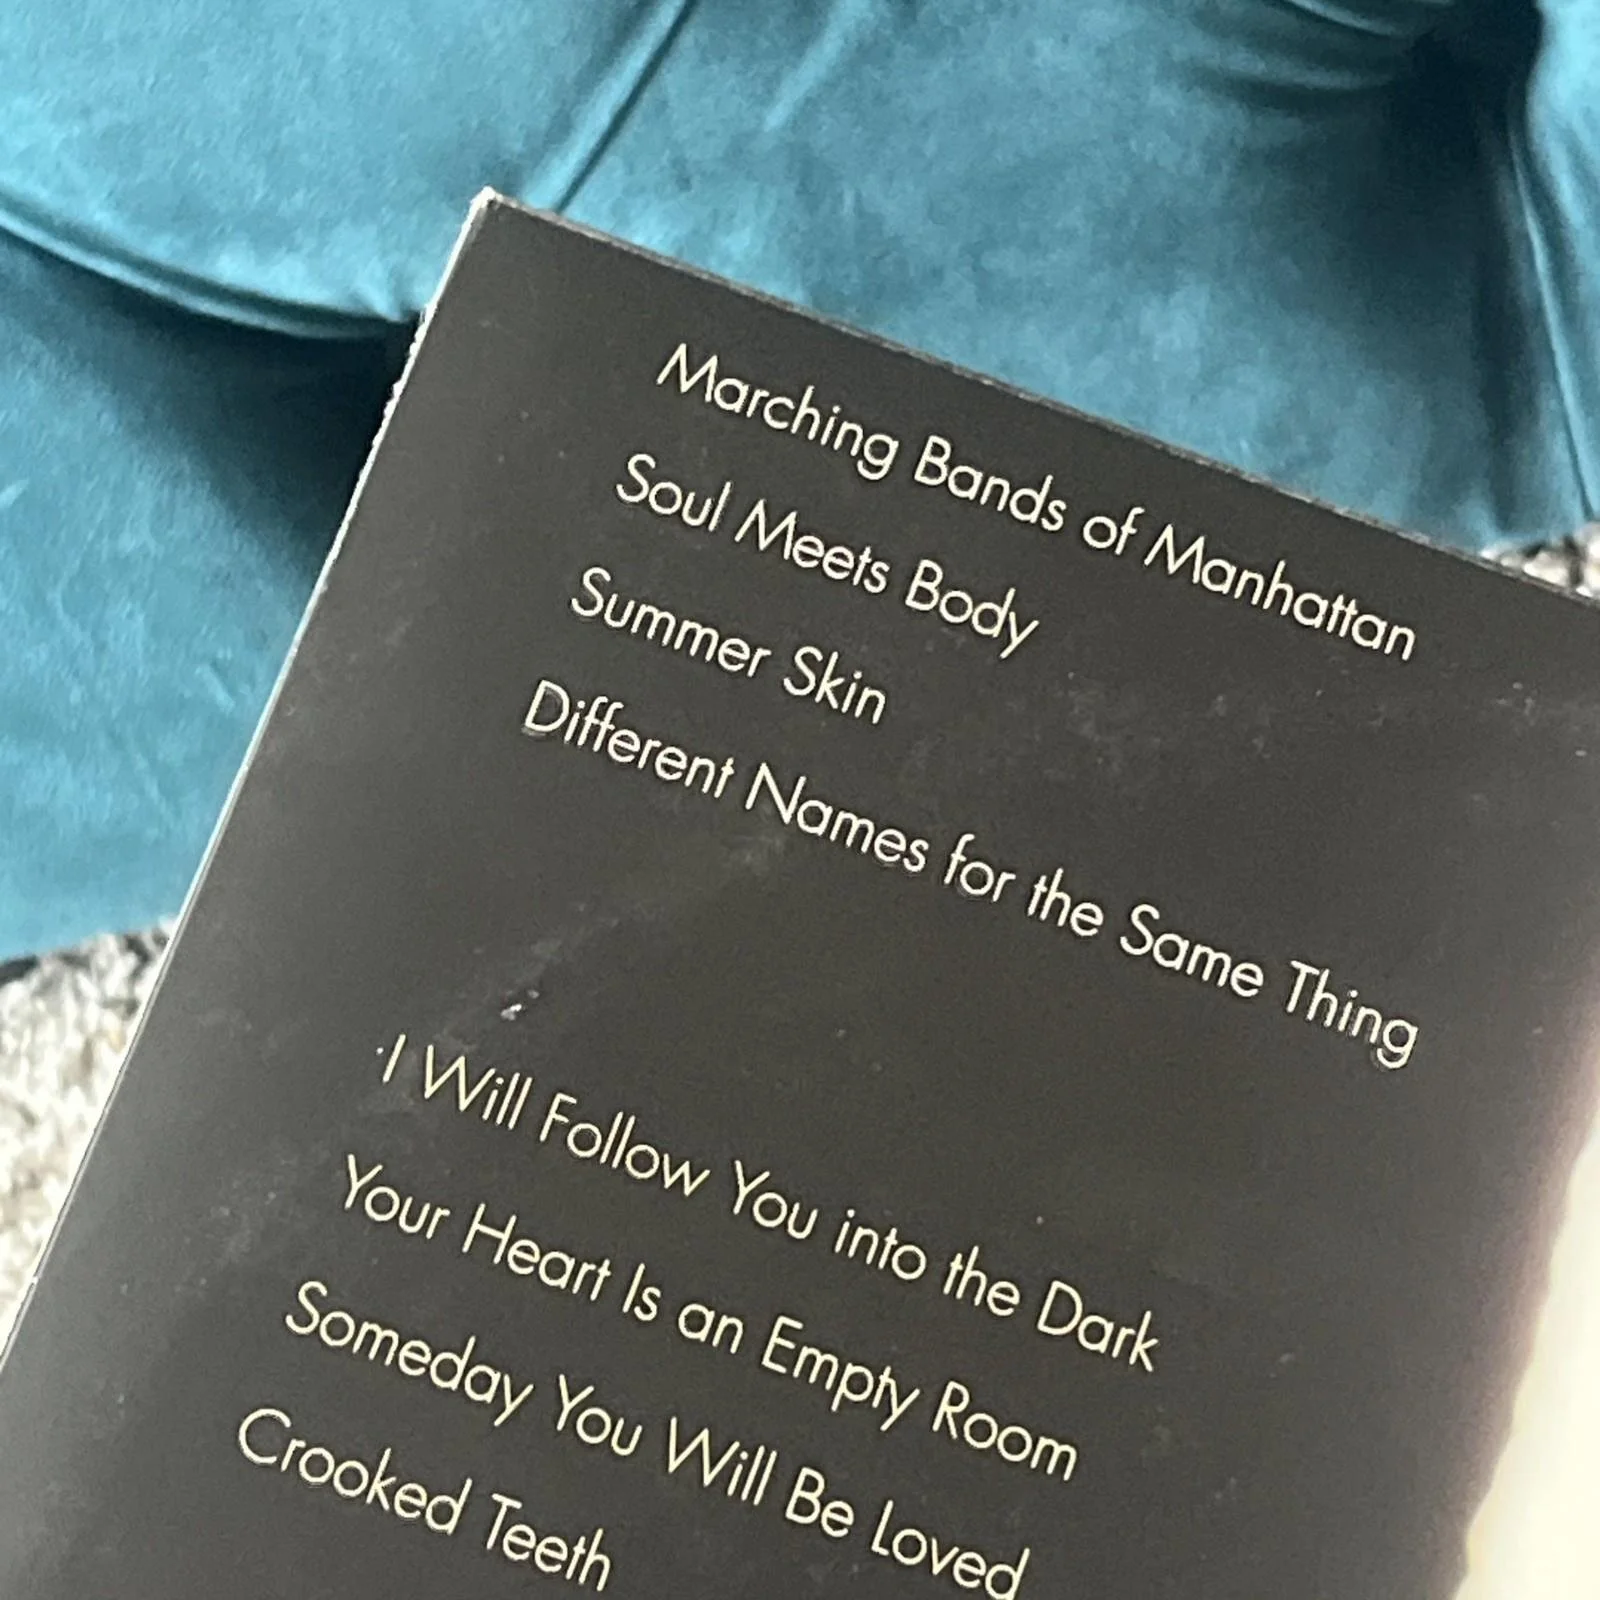 Marching Bands of Manhattan
Soul Meets Body
Summer Skin
Different Names for the Same Thing
I Will Follow You into the Dark
Your Heart Is an Empty Room
Someday You Will Be Loved
Crooked Teeth